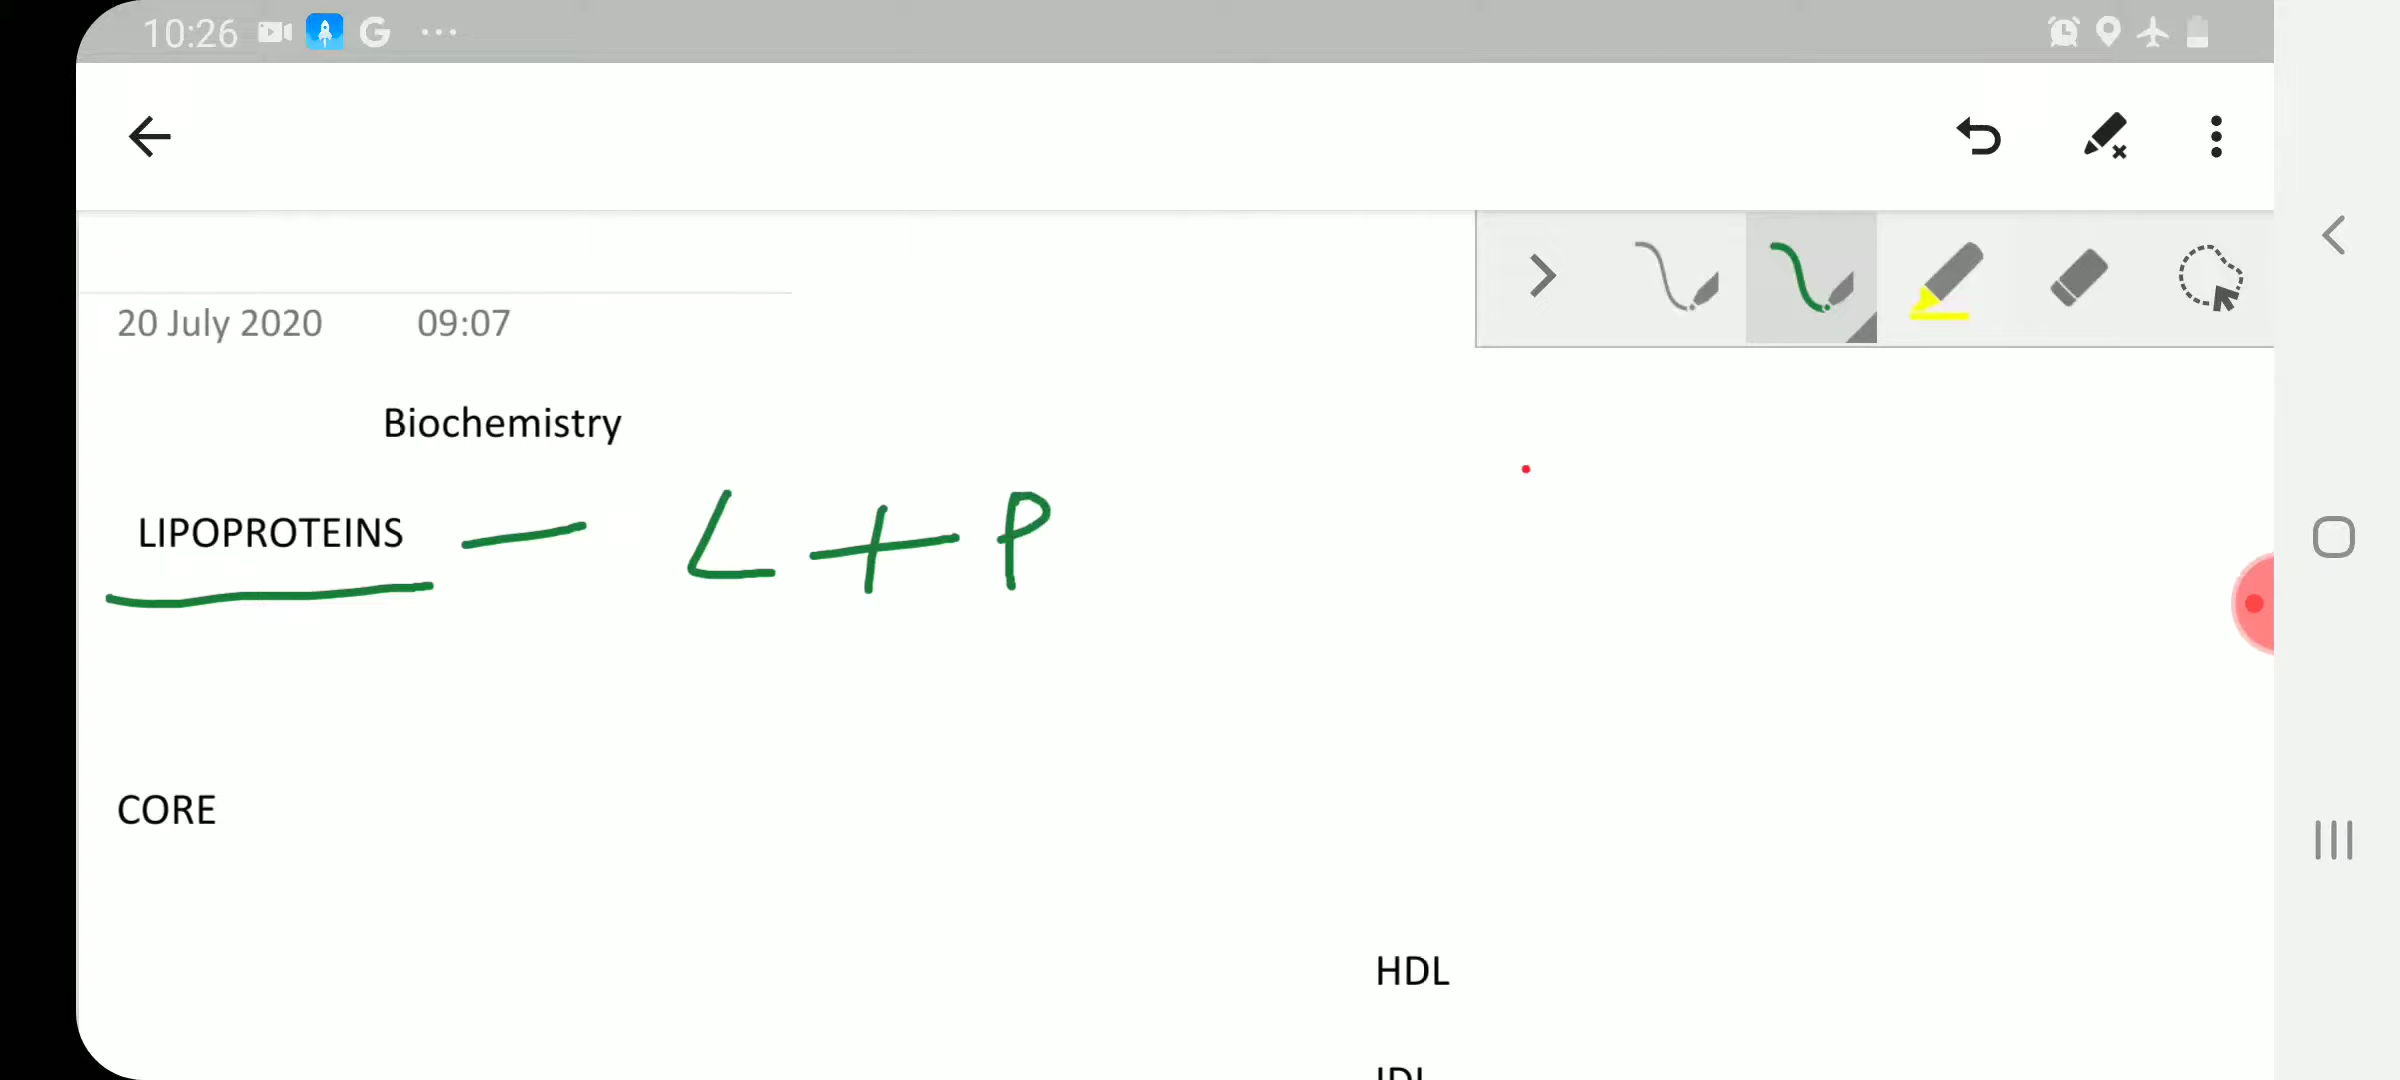 10:26
20 July 2020 09:07
Biochemistry
LIPOPROTEINS — L + P
CORE
HDL